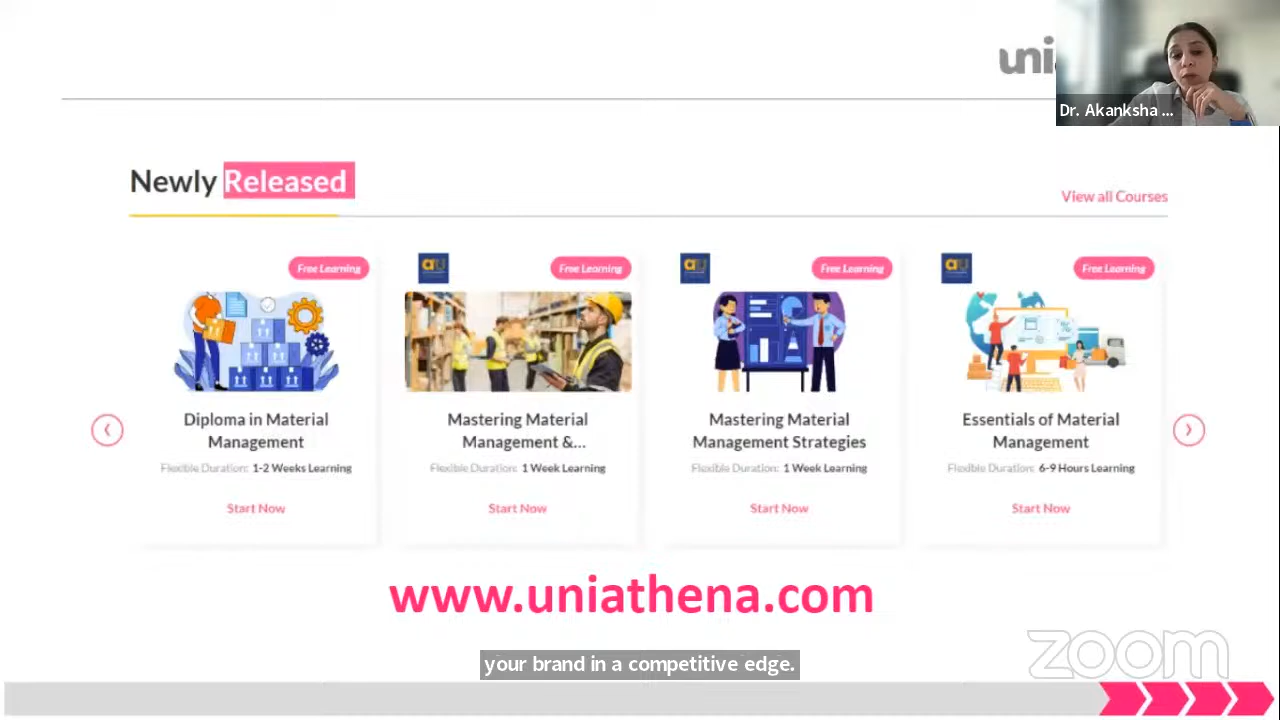 uni
Dr. Akanksha ...
Newly Released
View all Courses
Free Learning
Free Learning
Free Learning
Free Learning
Diploma in Material
Management
Flexible Duration: 1-2 Weeks Learning
Start Now
Mastering Material
Management &...
Flexible Duration: 1 Week Learning
Start Now
Mastering Material
Management Strategies
Flexible Duration: 1 Week Learning
Start Now
Essentials of Material
Management
Flexible Duration: 6-9 Hours Learning
Start Now
www.uniathena.com
your brand in a competitive edge.
zoom